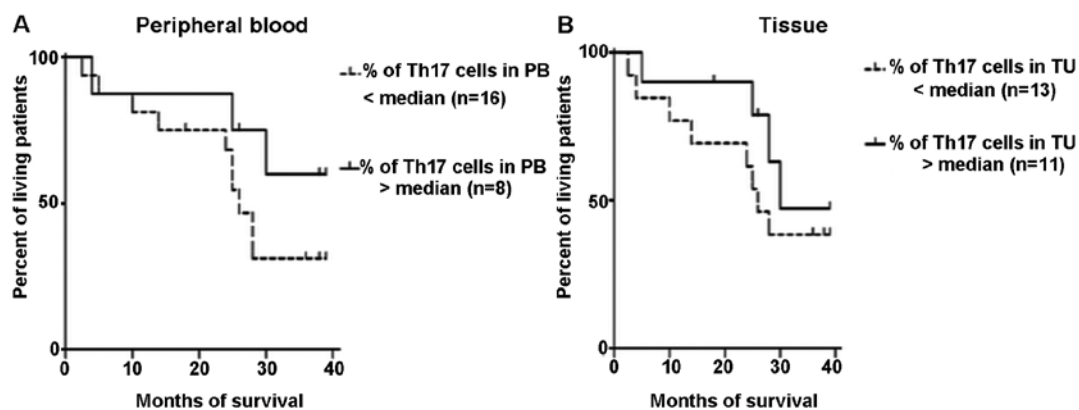 A
Peripheral blood
Percent of living patients
100
50
0
0 10 20 30 40
Months of survival
% of Th17 cells in PB
< median (n=16)
% of Th17 cells in PB
> median (n=8)
B
Tissue
Percent of living patients
100
50
0
0 10 20 30 40
Months of survival
% of Th17 cells in TU
< median (n=13)
% of Th17 cells in TU
> median (n=11)